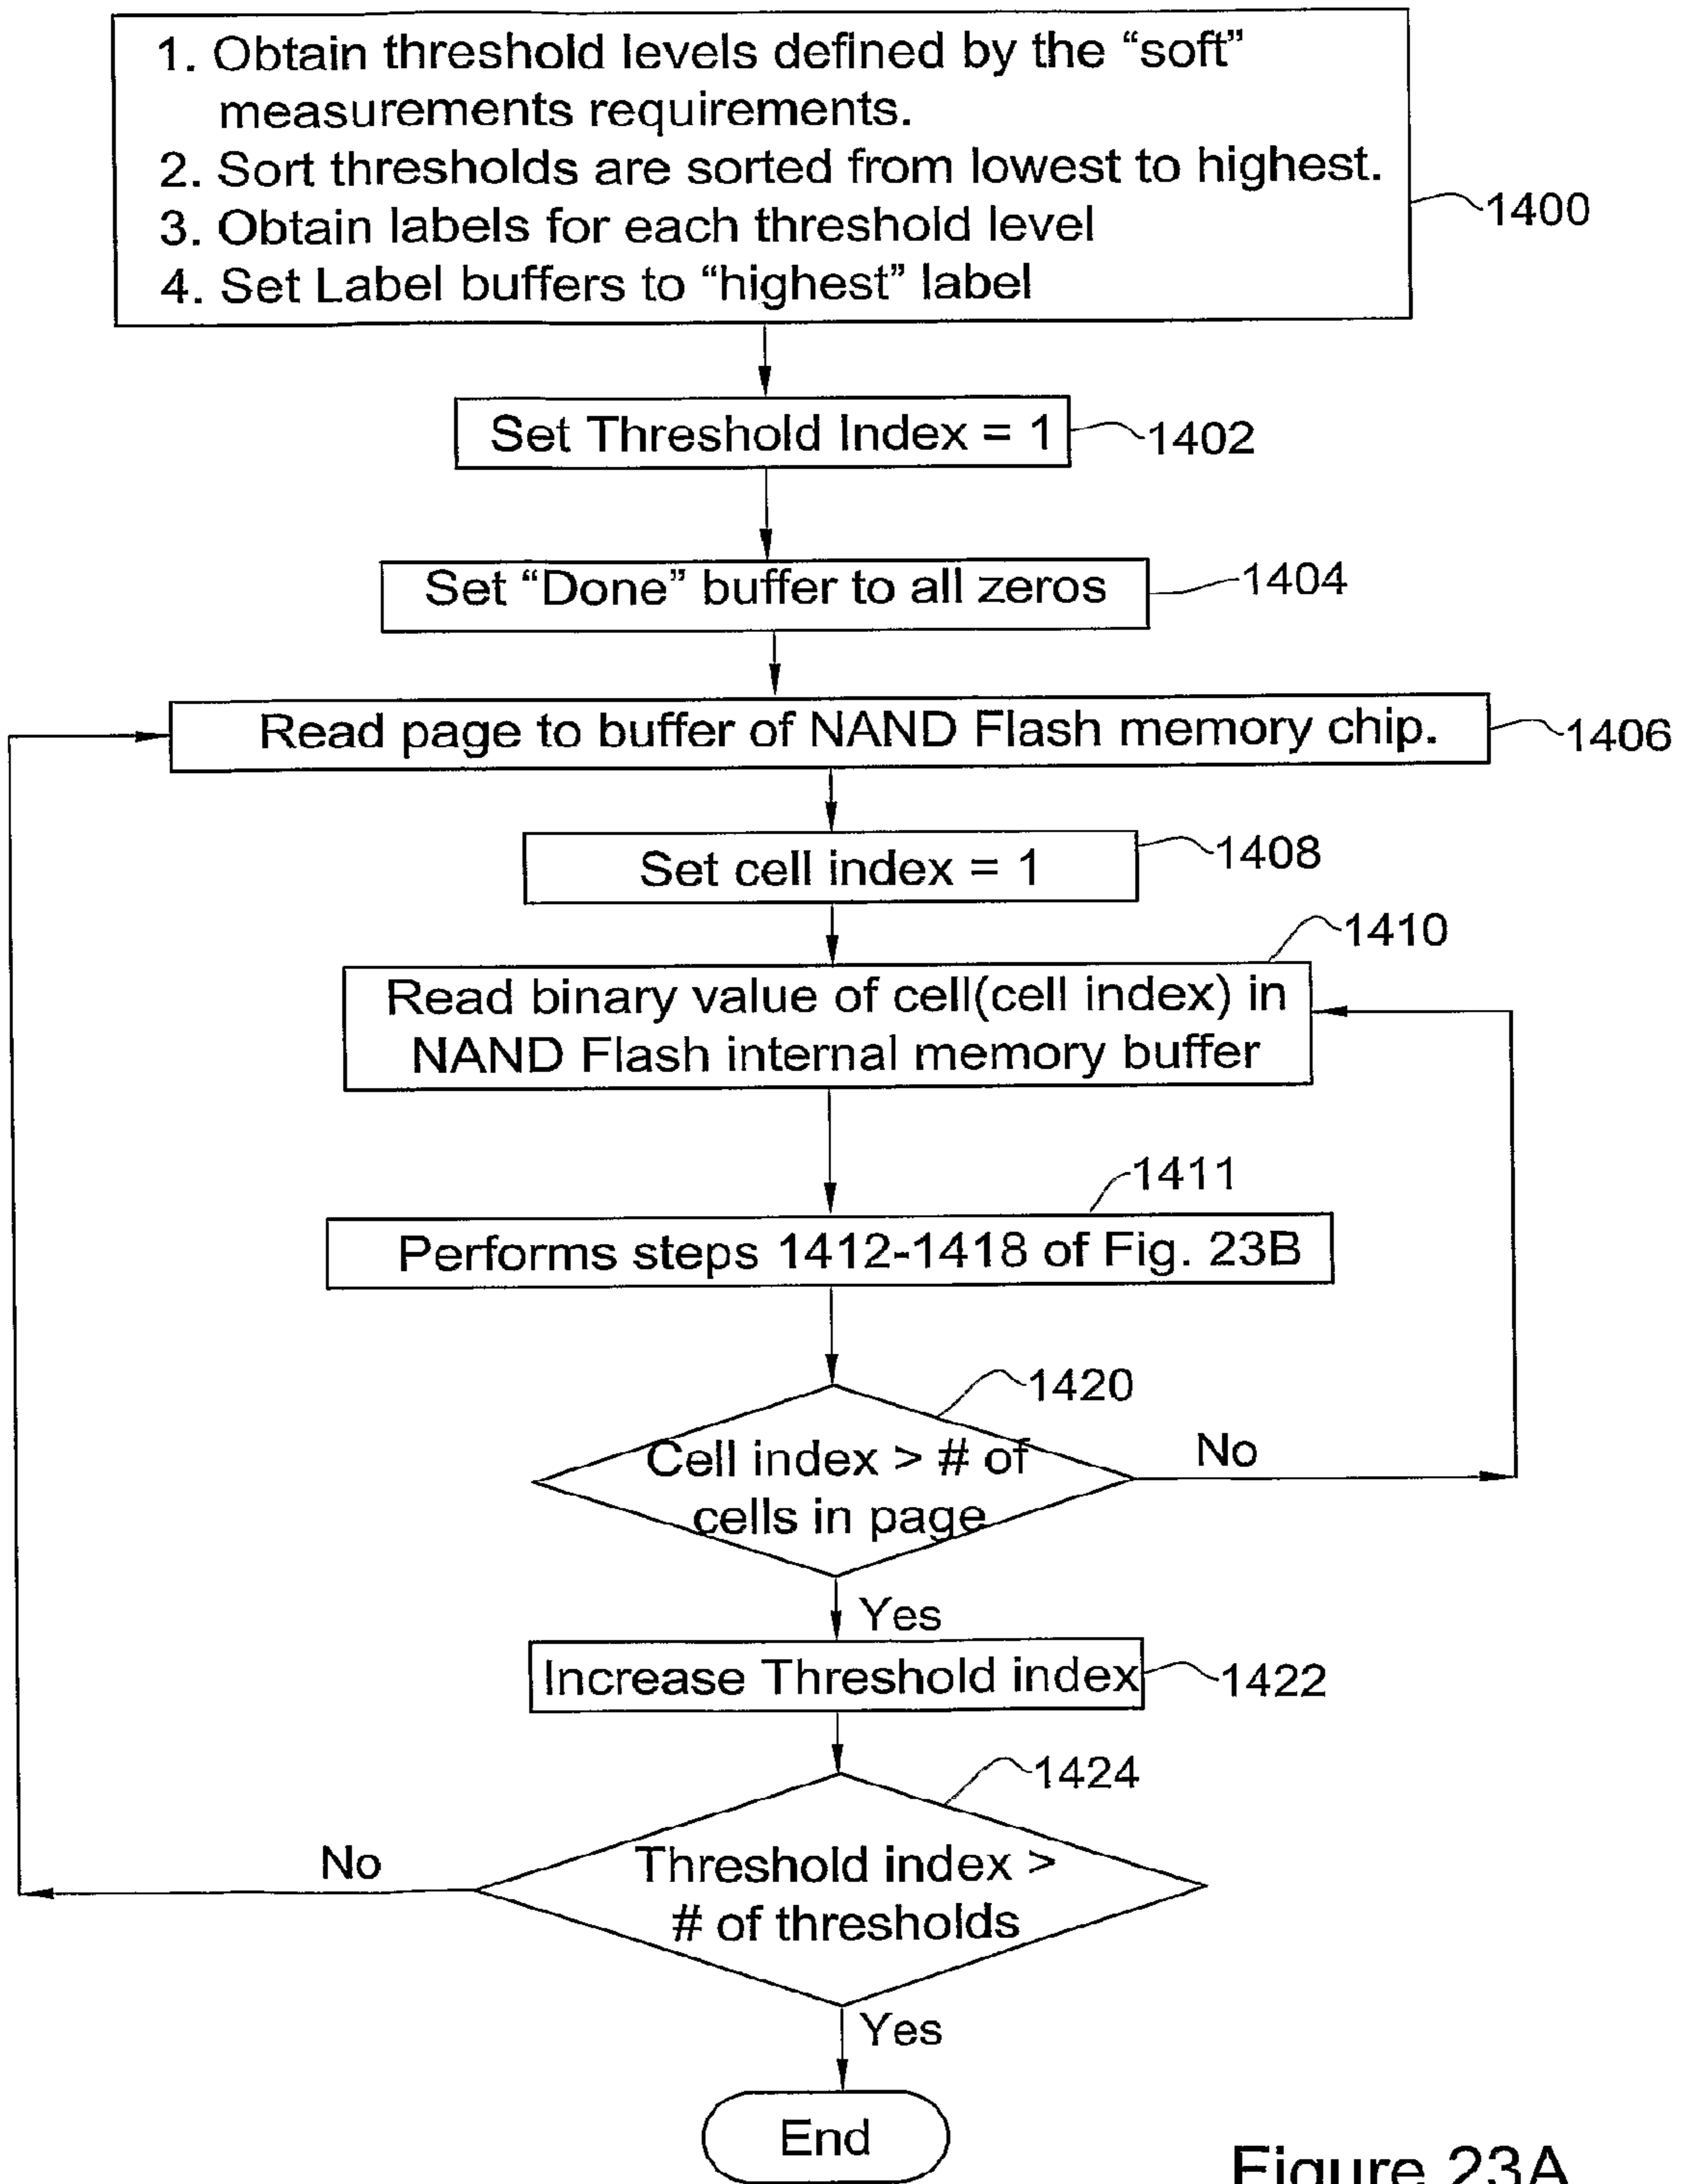 1. Obtain threshold levels defined by the “soft”
measurements requirements.
2. Sort thresholds are sorted from lowest to highest.
3. Obtain labels for each threshold level
4. Set Label buffers to “highest” label
1400
Set Threshold Index = 1
1402
Set “Done” buffer to all zeros
1404
Read page to buffer of NAND Flash memory chip.
1406
Set cell index = 1
1408
1410
Read binary value of cell(cell index) in
NAND Flash internal memory buffer
1411
Performs steps 1412-1418 of Fig. 23B
1420
Cell index > # of
cells in page
No
Yes
Increase Threshold index
1422
1424
Threshold index >
# of thresholds
No
Yes
End
Figure 23A